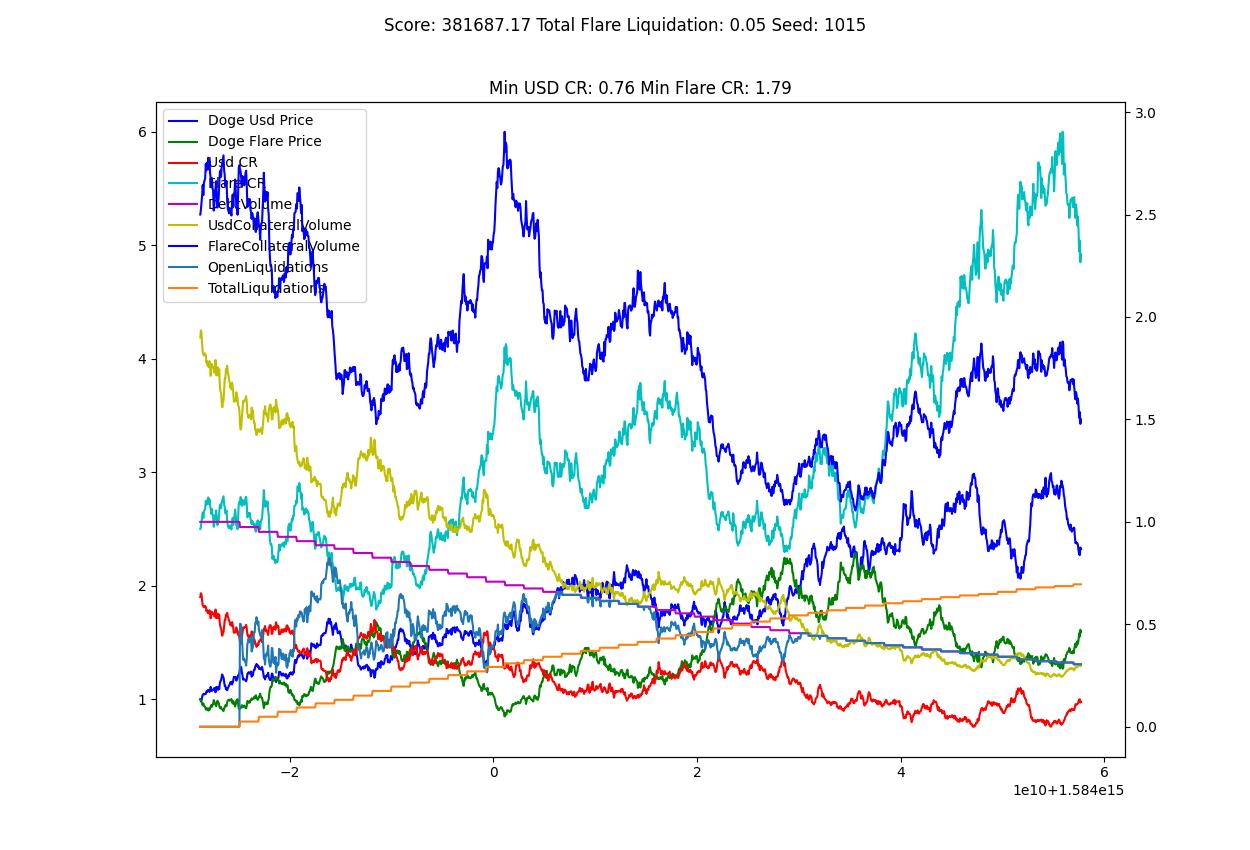 Score: 381687.17 Total Flare Liquidation: 0.05 Seed: 1015
Min USD CR: 0.76 Min Flare CR: 1.79
Doge Usd Price
Doge Flare Price
Usd CR
Flare CR
DebtVolume
UsdCollateralVolume
FlareCollateralVolume
OpenLiquidations
TotalLiquidations
6
5
4
3
2
1
3.0
2.5
2.0
1.5
1.0
0.5
0.0
−2
0
2
4
6
1e10+1.584e15